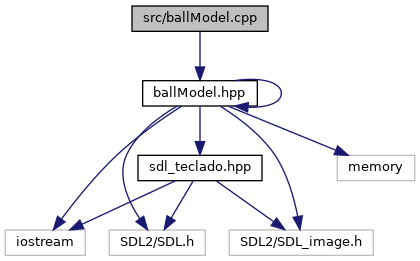 src/ballModel.cpp
ballModel.hpp
sdl_teclado.hpp
memory
iostream
SDL2/SDL.h
SDL2/SDL_image.h